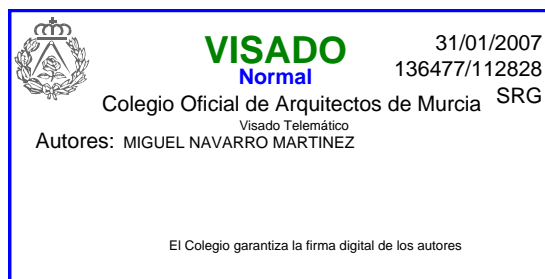 VISADO
Normal
31/01/2007
136477/112828
SRG
Colegio Oficial de Arquitectos de Murcia
Visado Telemático
Autores: MIGUEL NAVARRO MARTINEZ
El Colegio garantiza la firma digital de los autores